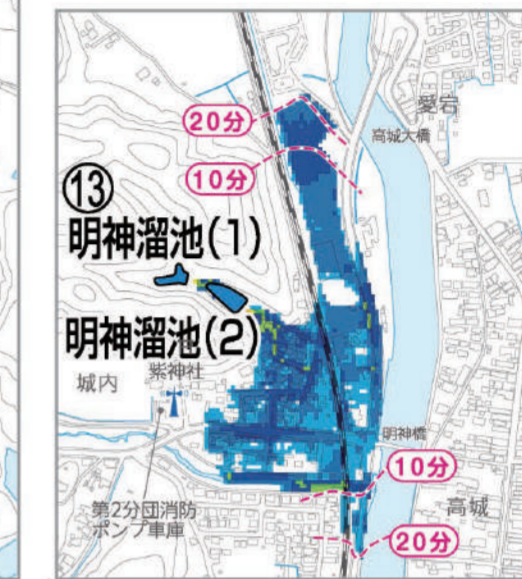 20分
愛宕
高城大橋
10分
⑬
明神溜池(1)
明神溜池(2)
紫神社
城内
明神橋
10分
第2分団消防
ポンプ車庫
高城
20分